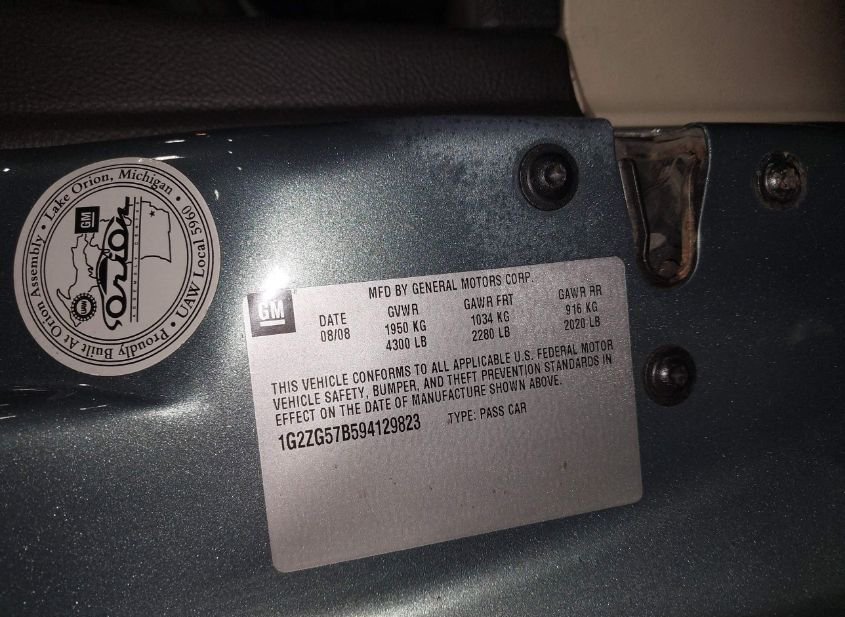 Proudly Built At Orion Assembly • Lake Orion, Michigan • UAW Local 5960 •
GM
Orion
GM
MFD BY GENERAL MOTORS CORP.
DATE GVWR GAWR FRT GAWR RR
08/08 1950 KG 1034 KG 916 KG
4300 LB 2280 LB 2020 LB
THIS VEHICLE CONFORMS TO ALL APPLICABLE U.S. FEDERAL MOTOR
VEHICLE SAFETY, BUMPER, AND THEFT PREVENTION STANDARDS IN
EFFECT ON THE DATE OF MANUFACTURE SHOWN ABOVE.
1G2ZG57B594129823 TYPE: PASS CAR